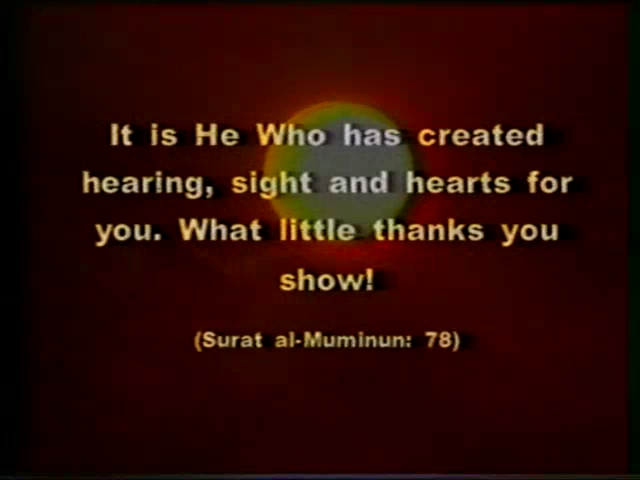 It is He Who has created
hearing, sight and hearts for
you. What little thanks you
show!
(Surat al-Muminun: 78)